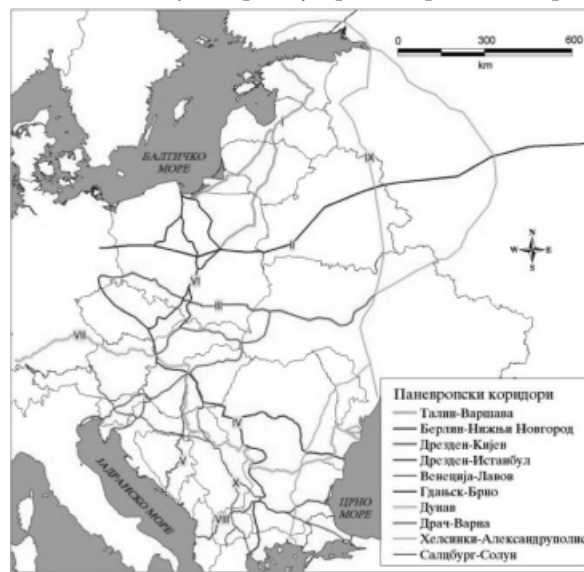 0 300 600
km
БАЛТИЧКО
МОРЕ
I
IX
II
N
W E
S
VI
III
VII
IV
V
X
VIII
ЈАДРАНСКО МОРЕ
ЦРНО
МОРЕ
Паневропски коридори
Талин-Варшава
Берлин-Нижњи Новгород
Дрезден-Кијев
Дрезден-Истанбул
Венеција-Лавов
Гдањск-Брно
Дунав
Драч-Варна
Хелсинки-Александруполис
Салцбург-Солун